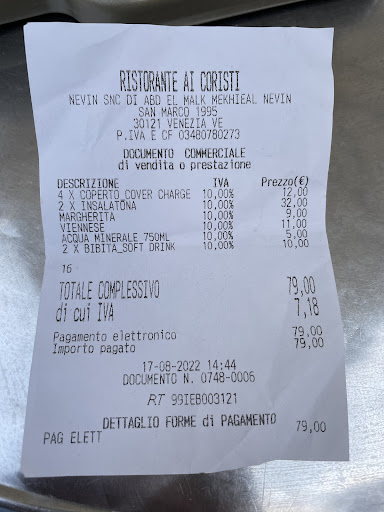 RISTORANTE AI CORISTI
NEVIN SNC DI ABD EL MALK MEKHIEAL NEVIN
SAN MARCO 1995
30121 VENEZIA VE
P.IVA E CF 03480780273
DOCUMENTO COMMERCIALE
di vendita o prestazione
DESCRIZIONE IVA Prezzo(€)
4 X COPERTO COVER CHARGE 10,00% 12,00
2 X INSALATONA 10,00% 32,00
MARGHERITA 10,00% 9,00
VIENNESE 10,00% 11,00
ACQUA MINERALE 750ML 10,00% 5,00
2 X BIBITA SOFT DRINK 10,00% 10,00
16
TOTALE COMPLESSIVO 79,00
di cui IVA 7,18
Pagamento elettronico 79,00
Importo pagato 79,00
17-08-2022 14:44
DOCUMENTO N. 0748-0006
RT 99IEB003121
DETTAGLIO FORME di PAGAMENTO
PAG ELETT 79,00